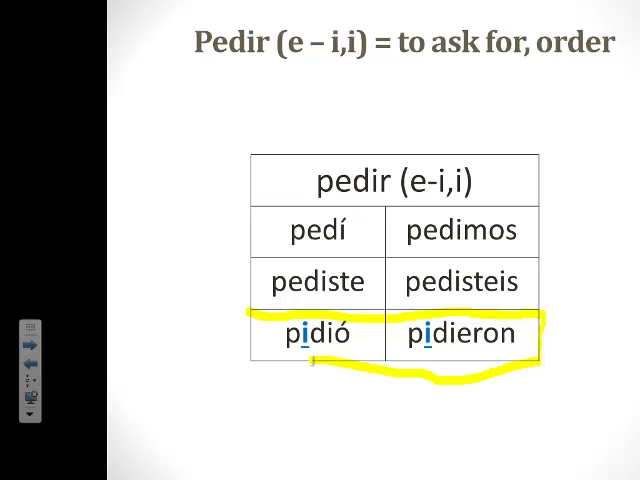 Pedir (e – i,i) = to ask for, order
pedir (e-i,i)
pedí pedimos
pediste pedisteis
pidió pidieron